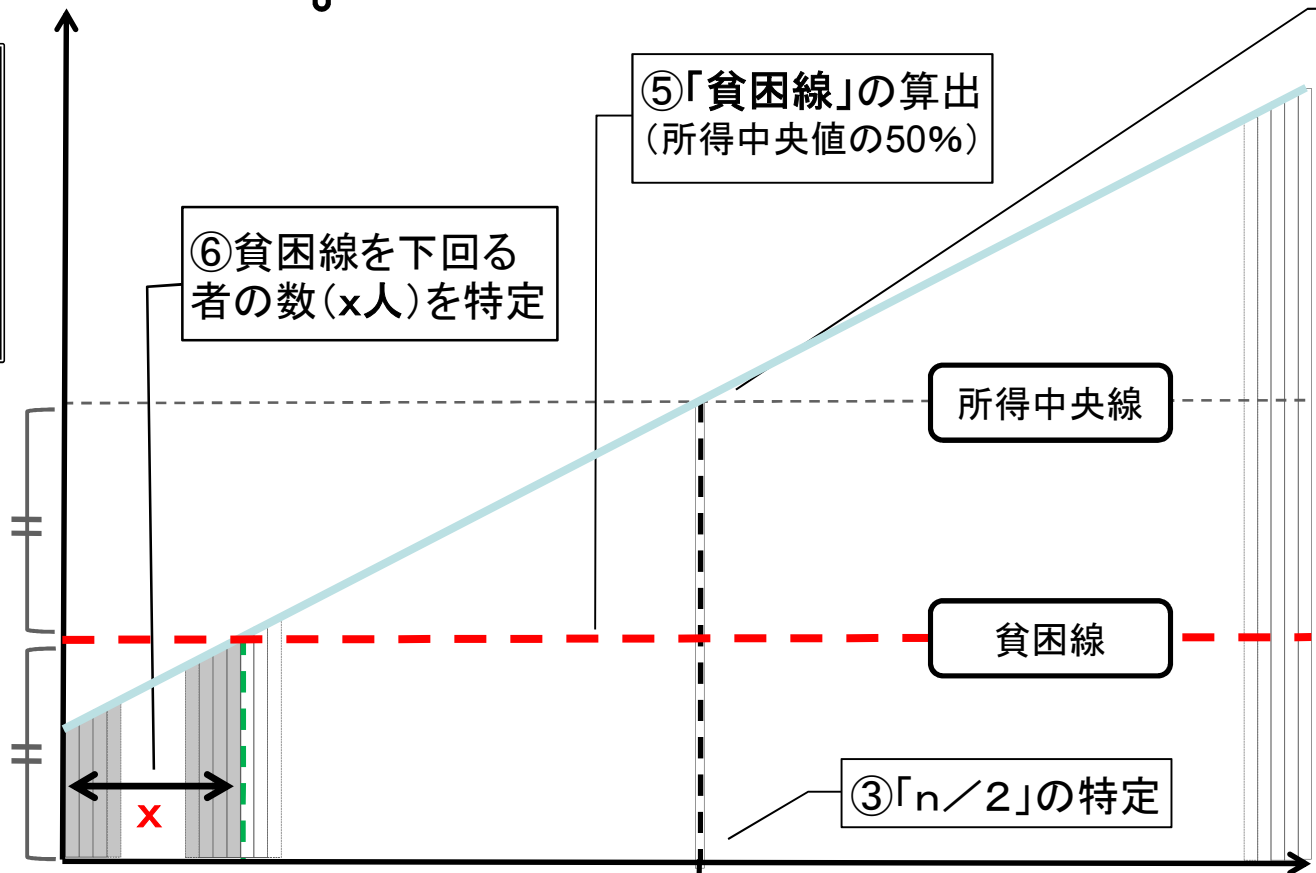 ⑤「貧困線」の算出
（所得中央値の50%）
⑥貧困線を下回る
者の数（x人）を特定
所得中央線
貧困線
x
③「n／2」の特定